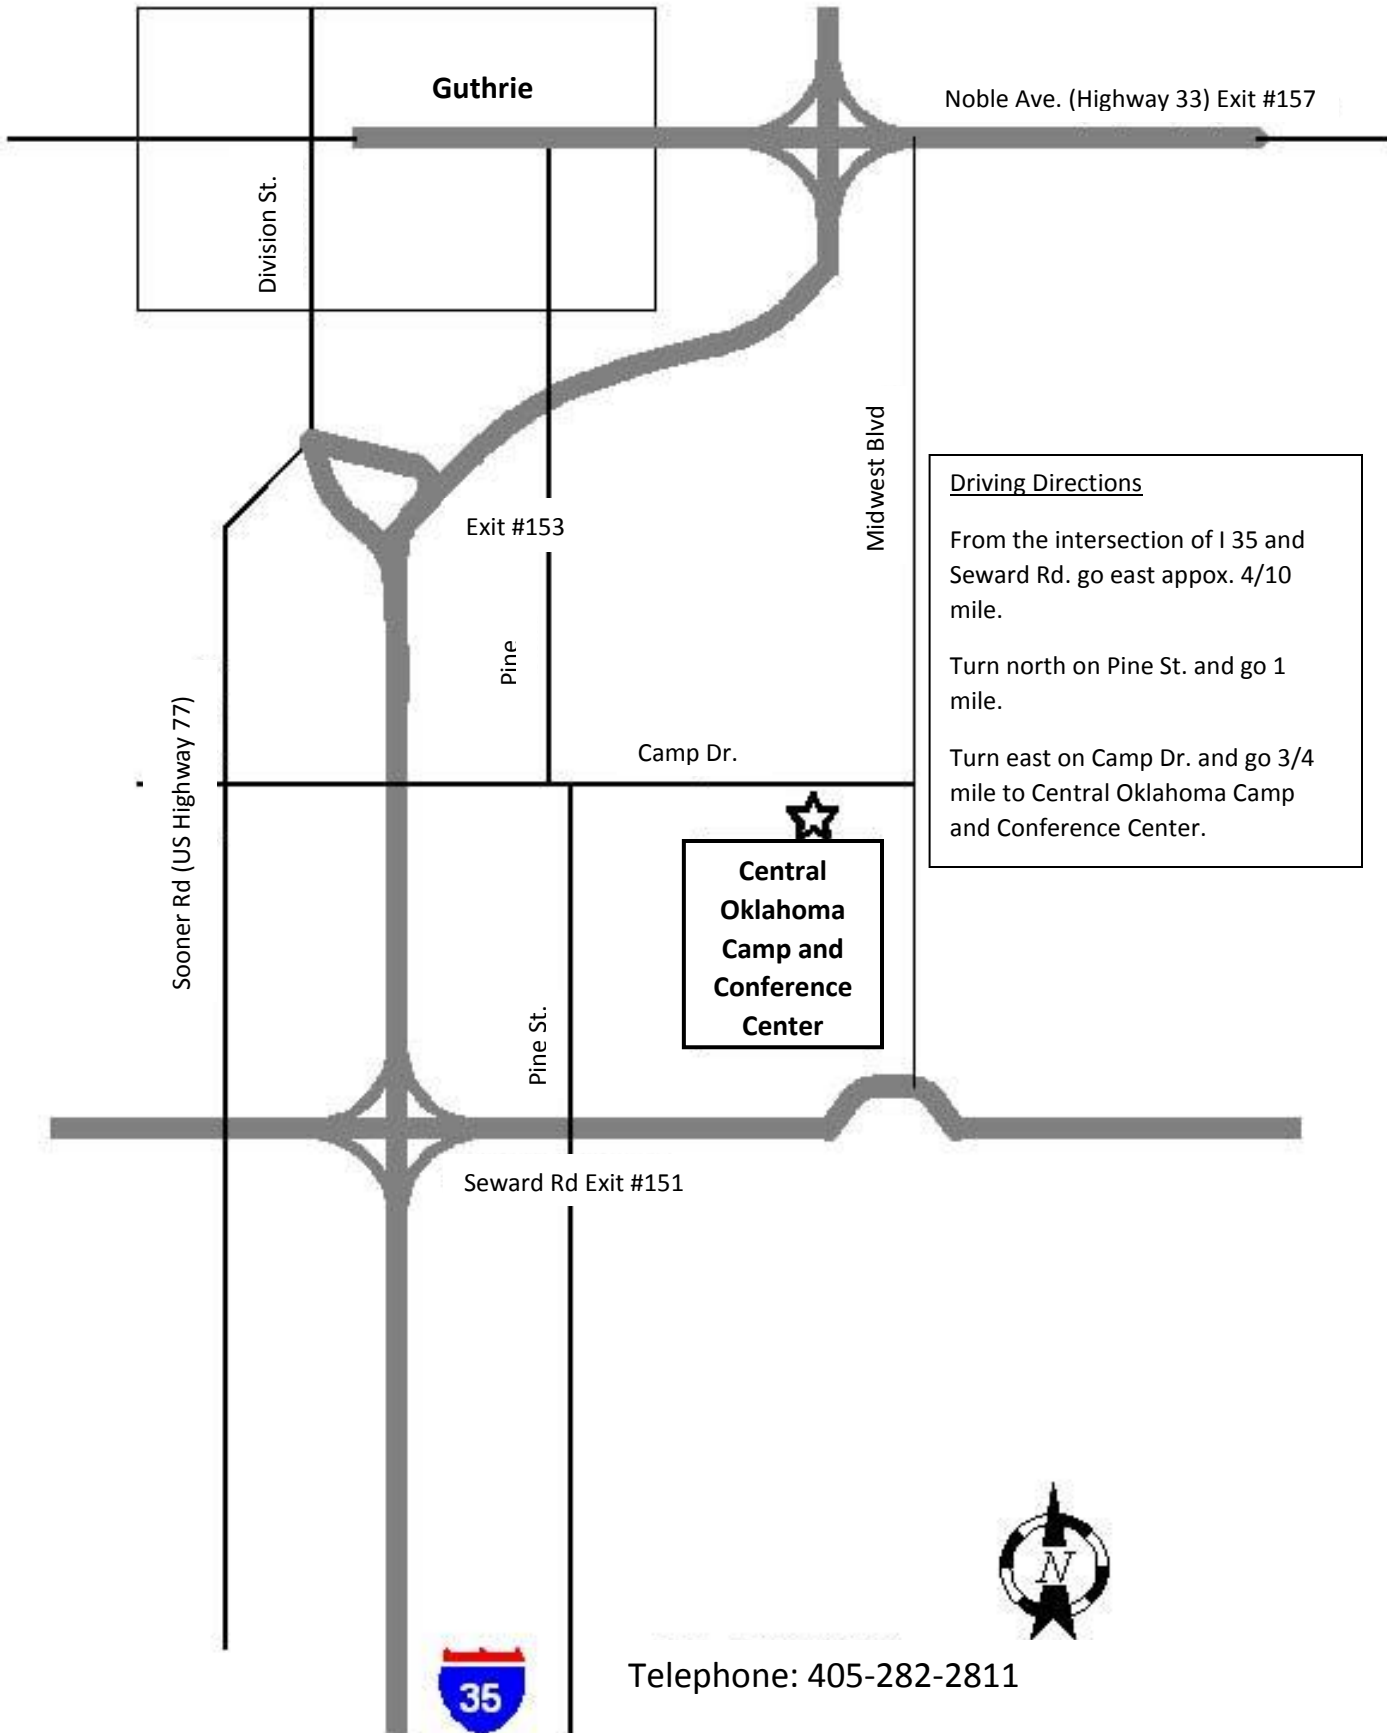 Guthrie
Noble Ave. (Highway 33) Exit #157
Division St.
Midwest Blvd
Exit #153
Driving Directions
From the intersection of I 35 and
Seward Rd. go east appox. 4/10
mile.
Turn north on Pine St. and go 1
mile.
Turn east on Camp Dr. and go 3/4
mile to Central Oklahoma Camp
and Conference Center.
Pine
Sooner Rd (US Highway 77)
Camp Dr.
Central
Oklahoma
Camp and
Conference
Center
Pine St.
Seward Rd Exit #151
N
35
Telephone: 405-282-2811